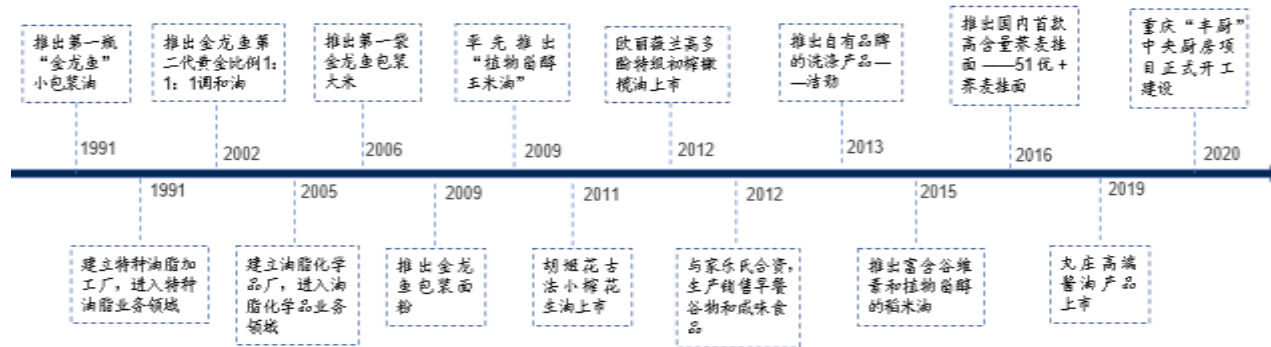 推出第一瓶
“金龙鱼”
小包装油
推出金龙鱼第
二代黄金比例1:
1: 1调和油
推出第一袋
金龙鱼包装
大米
率先推出
“植物甾醇
玉米油”
欧丽薇兰高多
酚特级初榨橄
榄油上市
推出自有品牌
的洗涤产品—
—洁劲
推出国内首款
高含量荞麦挂
面——51优+
荞麦挂面
重庆“丰厨”
中央厨房项
目正式开工
建设
1991
2002
2006
2009
2012
2013
2016
2020
1991
2005
2009
2011
2012
2015
2019
建立特种油脂加
工厂，进入特种
油脂业务领域
建立油脂化学
品厂，进入油
脂化学品业务
领域
推出金龙
鱼包装面
粉
胡姬花古
法小榨花
生油上市
与家乐氏合资，
生产销售早餐
谷物和咸味食
品
推出富含谷维
素和植物甾醇
的稻米油
丸庄高端
酱油产品
上市